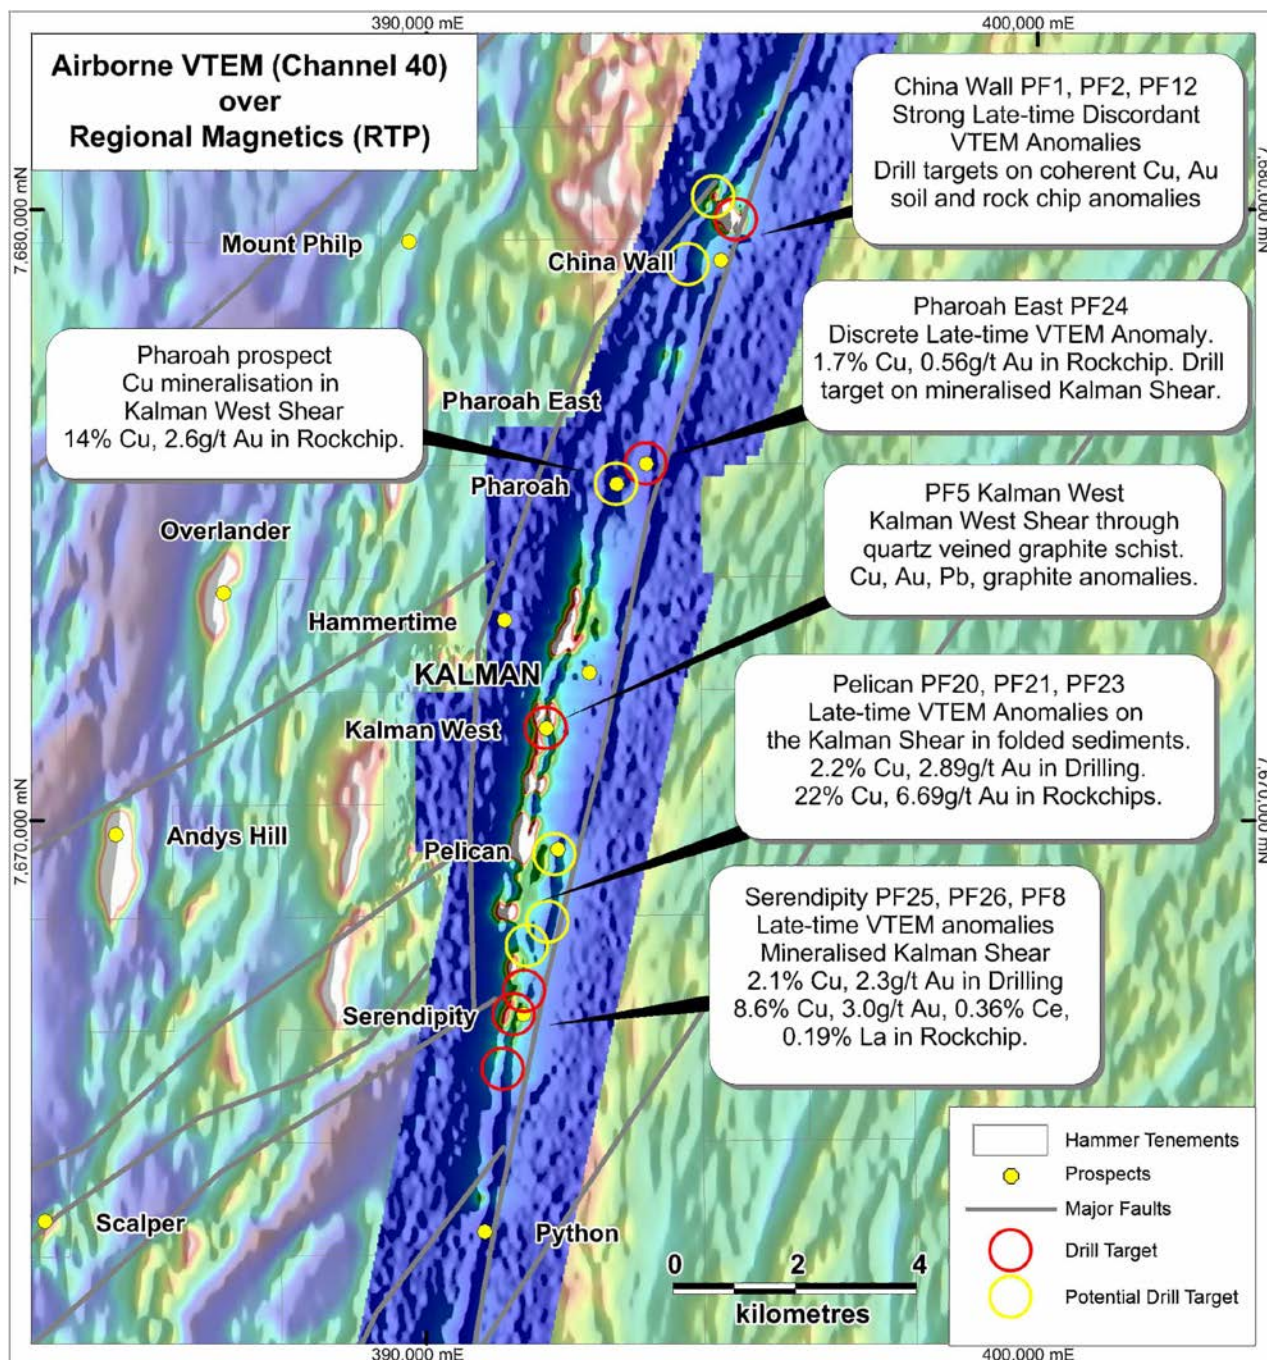 390,000 mE
400,000 mE
Airborne VTEM (Channel 40)
over
Regional Magnetics (RTP)
China Wall PF1, PF2, PF12
Strong Late-time Discordant
VTEM Anomalies
Drill targets on coherent Cu, Au
soil and rock chip anomalies
7,680,000 mN
7,680,000 mN
Mount Philp
China Wall
Pharoah East PF24
Discrete Late-time VTEM Anomaly.
1.7% Cu, 0.56g/t Au in Rockchip. Drill
target on mineralised Kalman Shear.
Pharoah prospect
Cu mineralisation in
Kalman West Shear
14% Cu, 2.6g/t Au in Rockchip.
Pharoah East
Pharoah
PF5 Kalman West
Kalman West Shear through
quartz veined graphite schist.
Cu, Au, Pb, graphite anomalies.
Overlander
Hammertime
KALMAN
Kalman West
Pelican PF20, PF21, PF23
Late-time VTEM Anomalies on
the Kalman Shear in folded sediments.
2.2% Cu, 2.89g/t Au in Drilling.
22% Cu, 6.69g/t Au in Rockchips.
7,670,000 mN
7,670,000 mN
Andys Hill
Pelican
Serendipity PF25, PF26, PF8
Late-time VTEM anomalies
Mineralised Kalman Shear
2.1% Cu, 2.3g/t Au in Drilling
8.6% Cu, 3.0g/t Au, 0.36% Ce,
0.19% La in Rockchip.
Serendipity
Scalper
Python
0 2 4
kilometres
Hammer Tenements
Prospects
Major Faults
Drill Target
Potential Drill Target
390,000 mE
400,000 mE